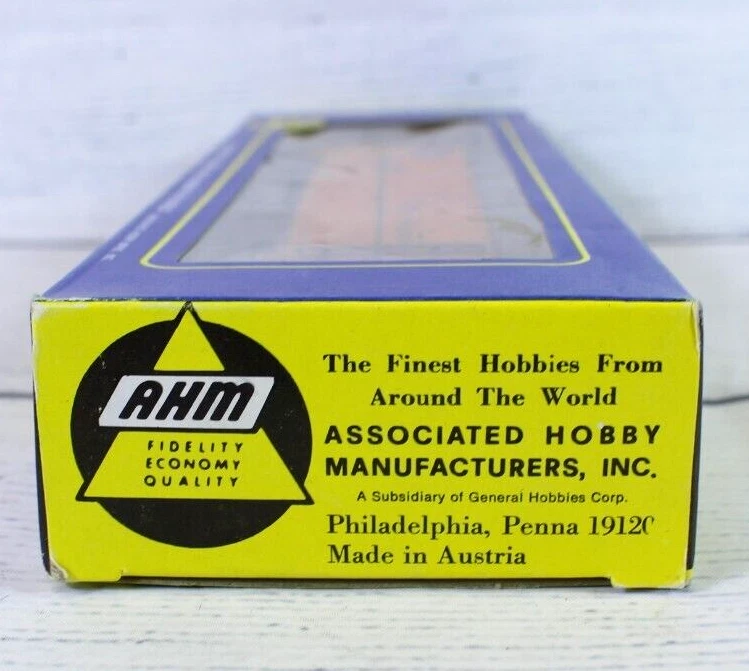 AHM
FIDELITY
ECONOMY
QUALITY
The Finest Hobbies From
Around The World
ASSOCIATED HOBBY
MANUFACTURERS, INC.
A Subsidiary of General Hobbies Corp.
Philadelphia, Penna 19120
Made in Austria